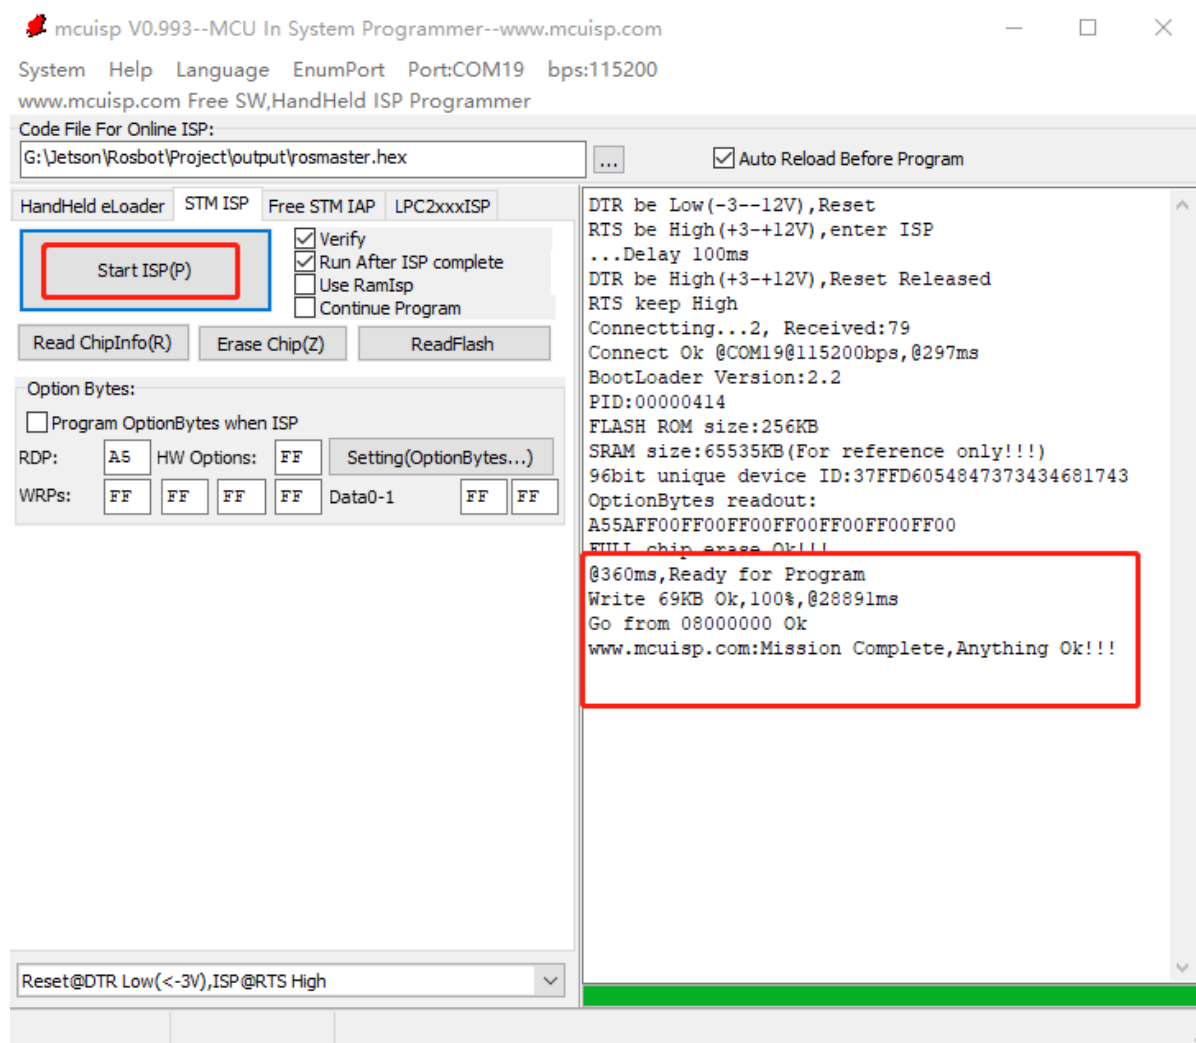 mcuisp V0.993--MCU In System Programmer--www.mcuisp.com
System Help Language EnumPort Port:COM19 bps:115200
www.mcuisp.com Free SW,HandHeld ISP Programmer
Code File For Online ISP:
G:\Jetson\Rosbot\Project\output\rosmaster.hex
...
Auto Reload Before Program
HandHeld eLoader STM ISP Free STM IAP LPC2xxxISP
Start ISP(P)
Verify
Run After ISP complete
Use RamIsp
Continue Program
Read ChipInfo(R) Erase Chip(Z) ReadFlash
Option Bytes:
Program OptionBytes when ISP
RDP: A5 HW Options: FF Setting(OptionBytes...)
WRPs: FF FF FF FF Data0-1 FF FF
Reset@DTR Low(<-3V),ISP@RTS High
DTR be Low(-3--12V),Reset
RTS be High(+3-+12V),enter ISP
...Delay 100ms
DTR be High(+3-+12V),Reset Released
RTS keep High
Connectting...2, Received:79
Connect Ok @COM19@115200bps,@297ms
BootLoader Version:2.2
PID:00000414
FLASH ROM size:256KB
SRAM size:65535KB(For reference only!!!)
96bit unique device ID:37FFD6054847373434681743
OptionBytes readout:
A55AFF00FF00FF00FF00FF00FF00FF00
FULL chip erase Ok!!!
@360ms,Ready for Program
Write 69KB Ok,100%,@28891ms
Go from 08000000 Ok
www.mcuisp.com:Mission Complete,Anything Ok!!!